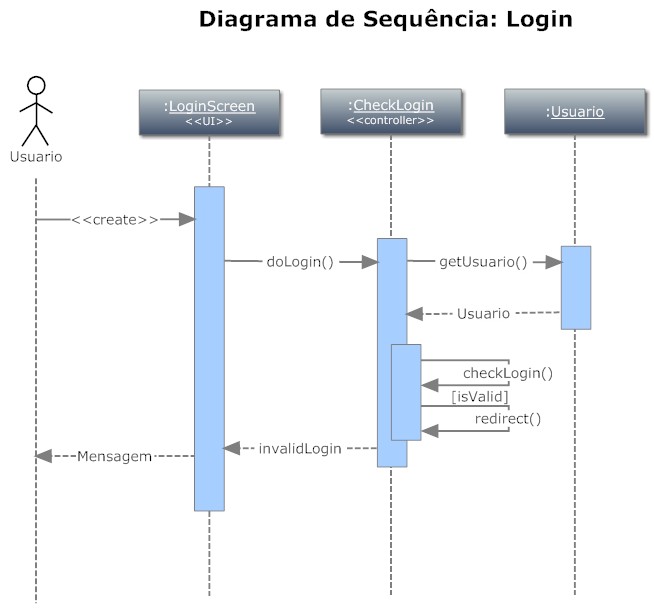 Diagrama de Sequência: Login
:LoginScreen
<<UI>>
:CheckLogin
<<controller>>
:Usuario
Usuario
<<create>>
doLogin()
getUsuario()
Usuario
checkLogin()
[isValid]
redirect()
invalidLogin
Mensagem